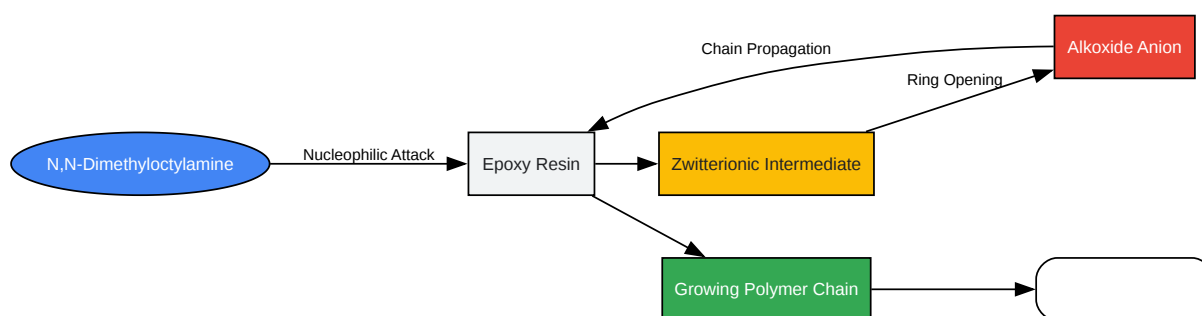 Chain Propagation
Alkoxide Anion
Ring Opening
N,N-Dimethyloctylamine
Nucleophilic Attack
Epoxy Resin
Zwitterionic Intermediate
Growing Polymer Chain